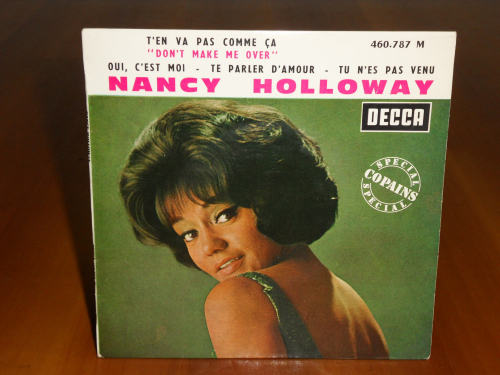 T'EN VA PAS COMME ÇA 460.787 M
"DON'T MAKE ME OVER"
OUI, C'EST MOI - TE PARLER D'AMOUR - TU N'ES PAS VENU
NANCY HOLLOWAY
DECCA
SPECIAL
COPAINS
SPECIAL